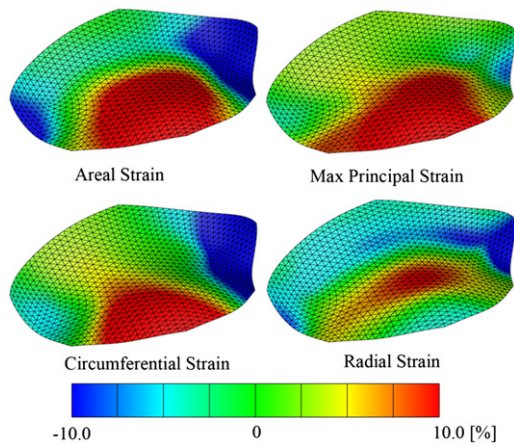 Areal Strain
Max Principal Strain
Circumferential Strain
Radial Strain
-10.0 0 10.0 [%]